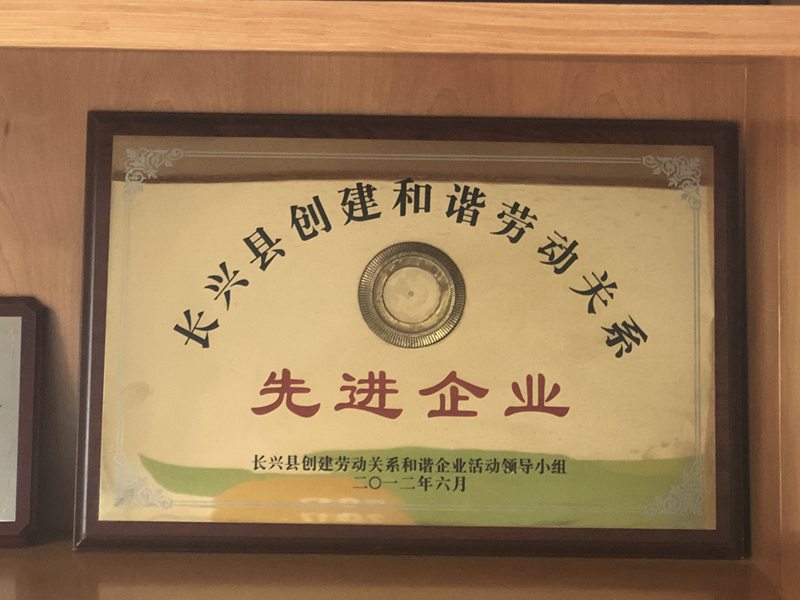 长兴县创建和谐劳动关系
先进企业
长兴县创建劳动关系和谐企业活动领导小组
二〇一二年六月